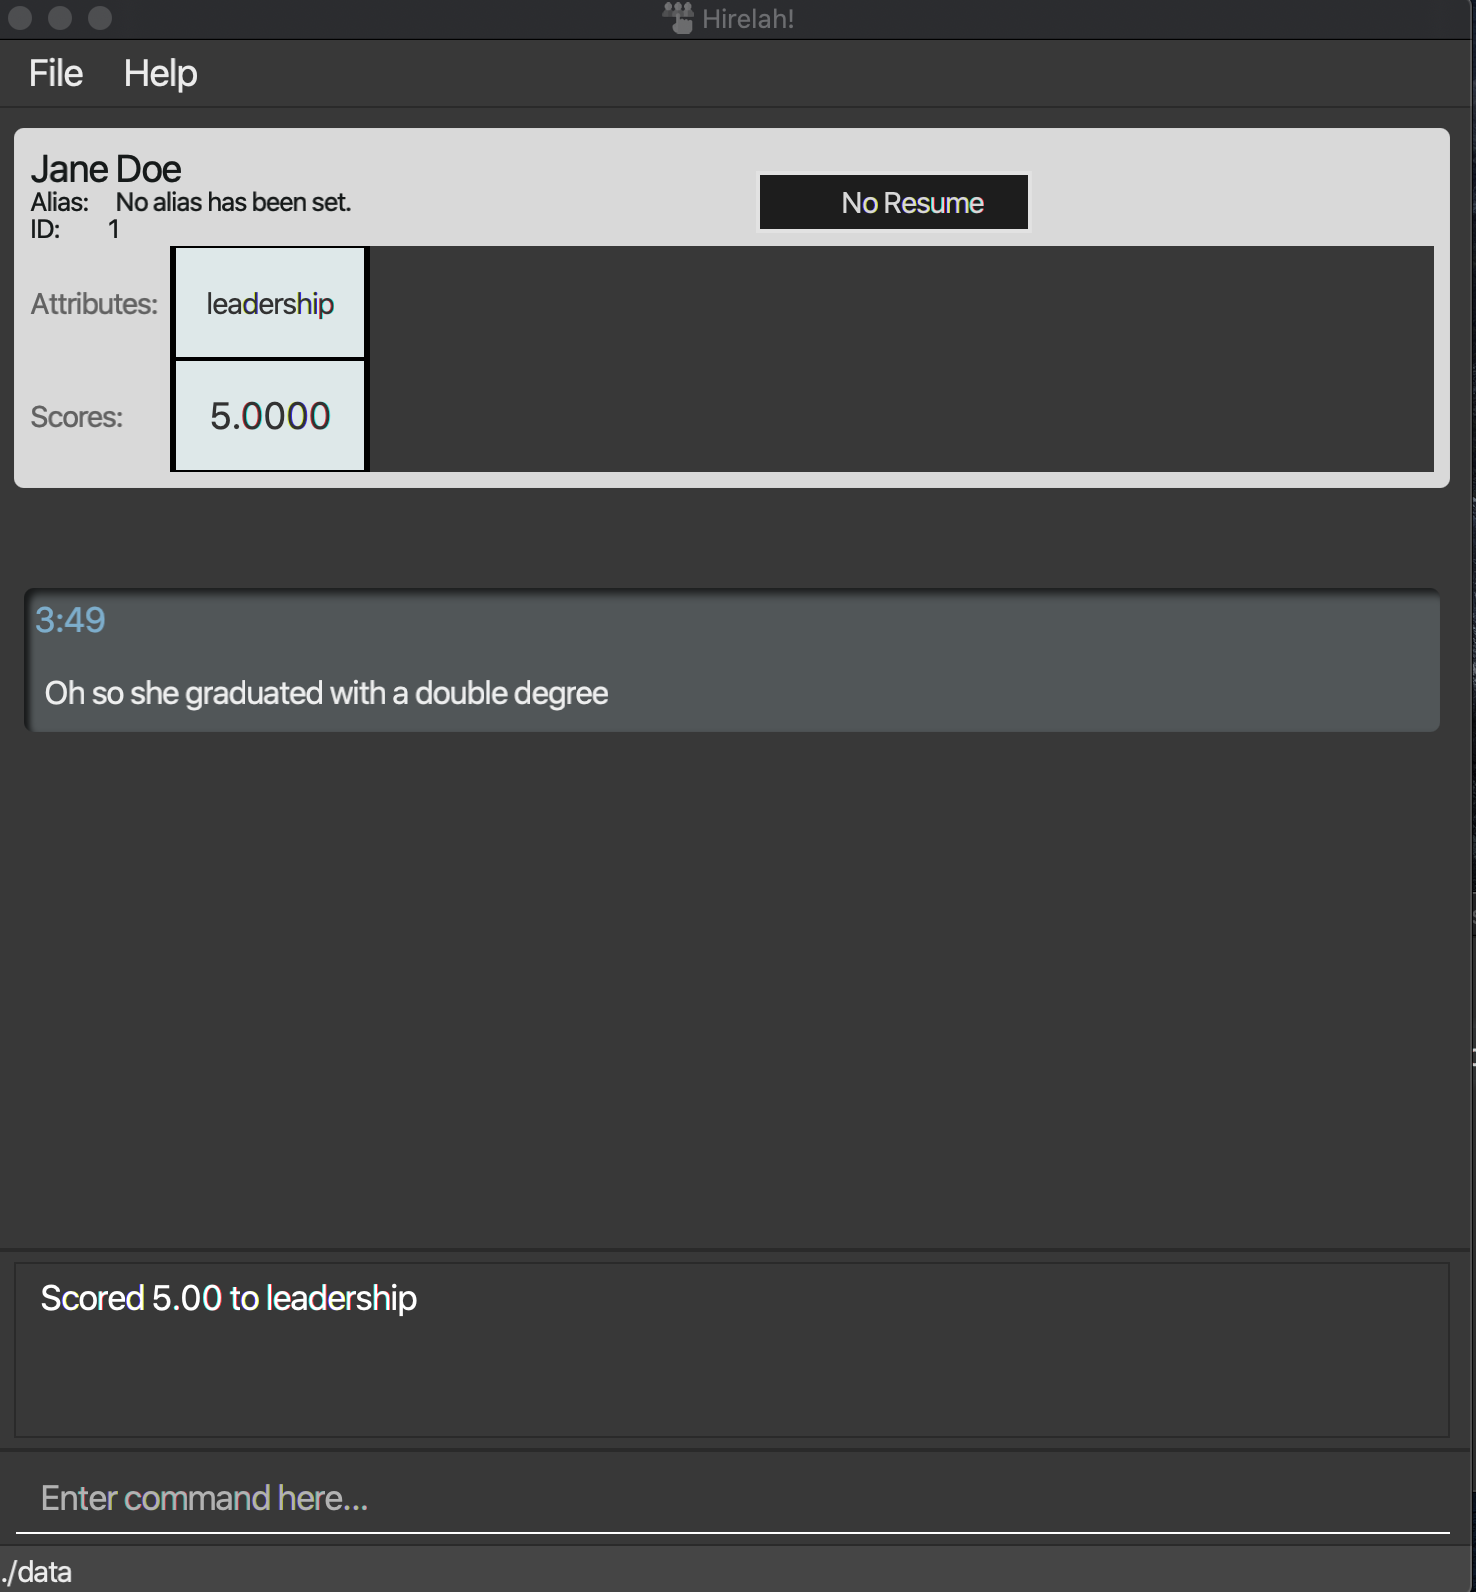 Hirelah!
File Help
Jane Doe
Alias: No alias has been set.
No Resume
ID: 1
Attributes: leadership
Scores: 5.0000
3:49
Oh so she graduated with a double degree
Scored 5.00 to leadership
Enter command here...
./data